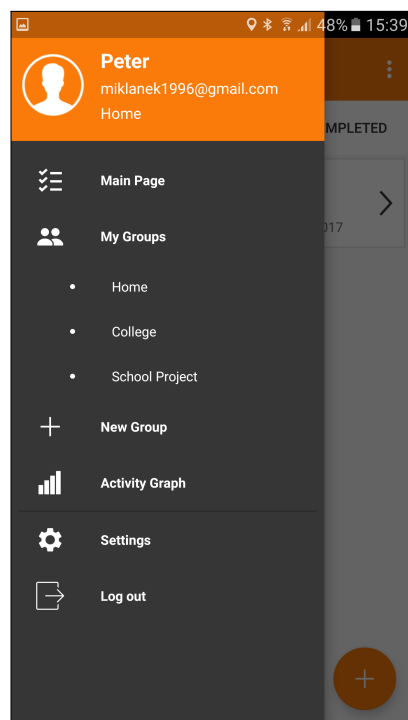 48% 15:39
Peter
miklanek1996@gmail.com
Home
MPLETED
Main Page
017
My Groups
• Home
• College
• School Project
New Group
Activity Graph
Settings
Log out